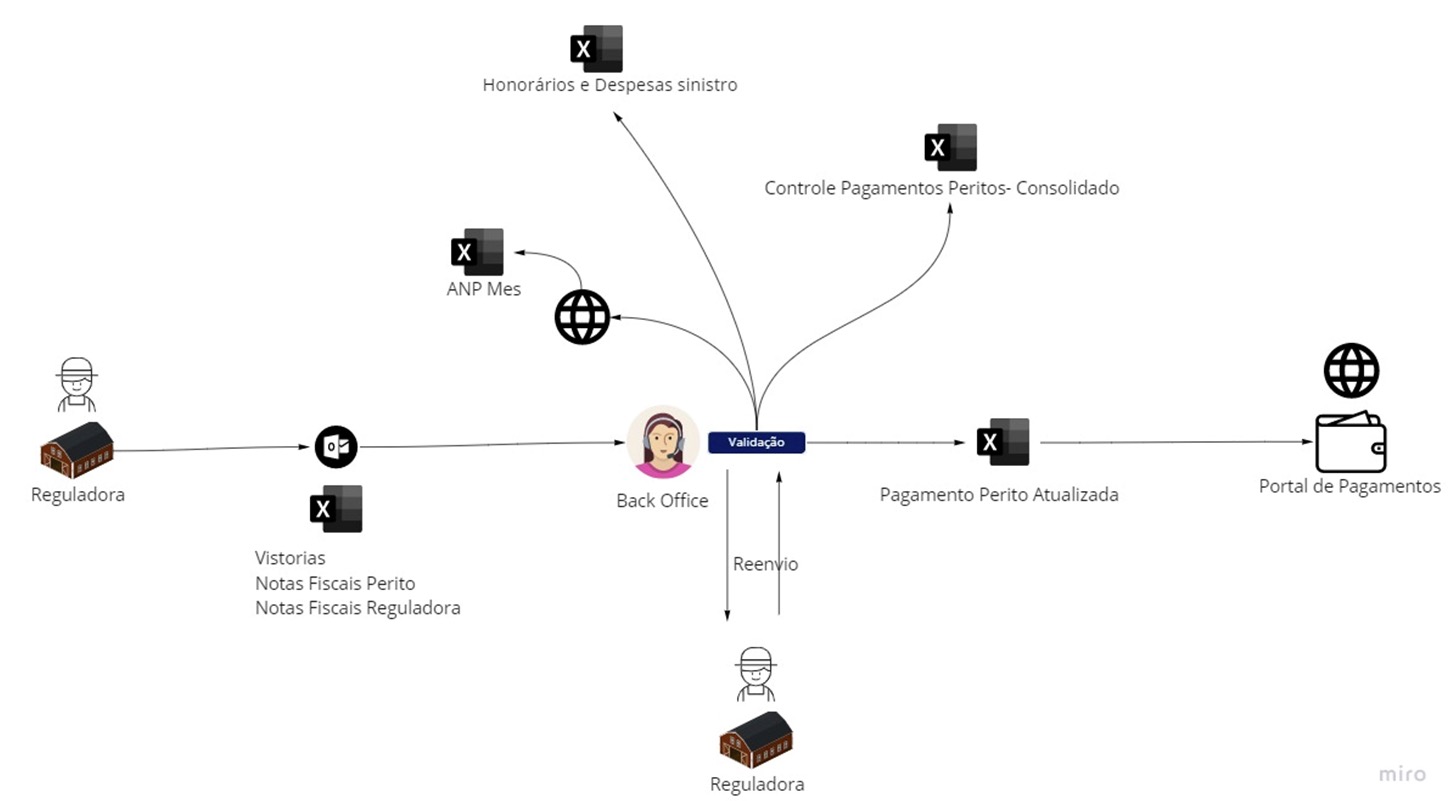 Honorários e Despesas sinistro
Controle Pagamentos Peritos- Consolidado
ANP Mes
Reguladora
Vistorias
Notas Fiscais Perito
Notas Fiscais Reguladora
Back Office
Validação
Pagamento Perito Atualizada
Portal de Pagamentos
Reenvio
Reguladora
miro